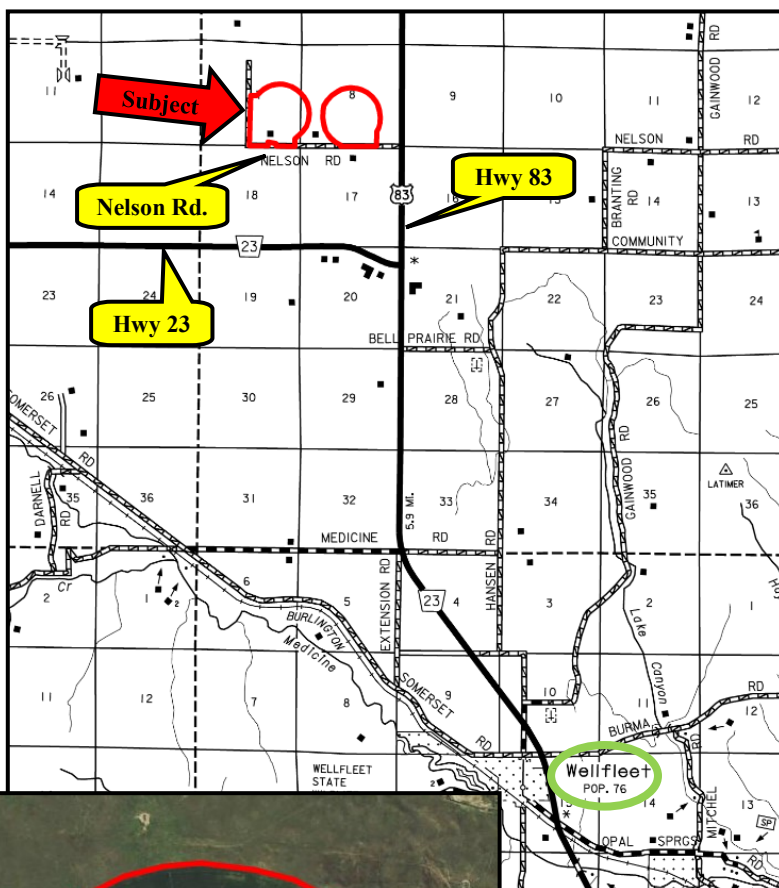 RD
11
8
9
10
11
12
GAINWOOD
Subject
NELSON RD
NELSON RD
14
18
17
16
15
14
13
Nelson Rd.
83
Hwy 83
BRANTING
RD
COMMUNITY
23
*
23
24
19
20
21
22
23
24
Hwy 23
BELL PRAIRIE RD
26
25
30
29
28
27
26
25
SOMERSET
RD
GAINWOOD RD
DARNELL
RD
35
36
31
32
33
34
35
36
LATIMER
5.9 MI.
MEDICINE RD
Cr
2
1
2
6
5
4
3
2
1
EXTENSION RD
23
HANSEN RD
BURLINGTON
Medicine
Lake
Canyon
11
12
7
8
9
10
11
12
SOMERSET
RD
BURMA
RD
RD
WELLFLEET
STATE
2
Wellfleet
POP. 76
15
*
14
13
MITCHEL
SP
OPAL SPRGS
RD